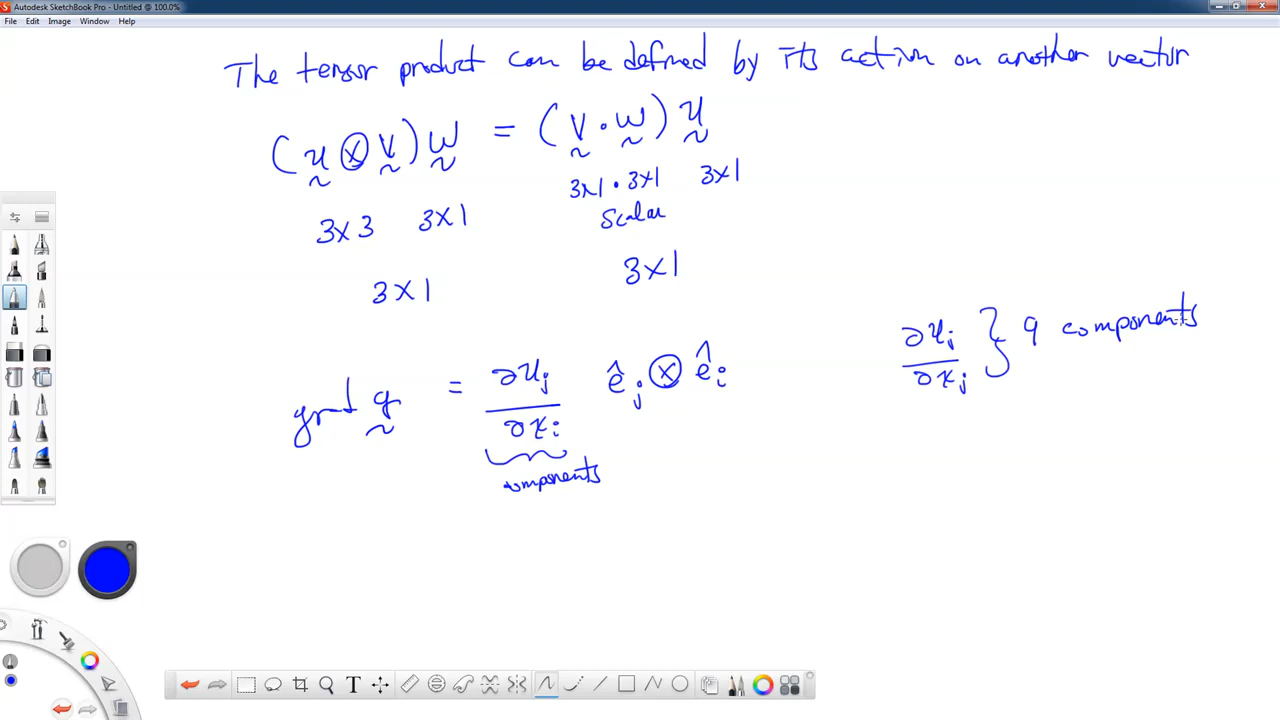 Autodesk SketchBook Pro - Untitled @ 100.0%
File Edit Image Window Help
The tensor product can be defined by its action on another vector
(u ⊗ v) w = (v · w) u
3x1 · 3x1 3x1
3x3 3x1 Scalar
3x1 3x1
grad g = ∂u_j/∂x_i ê_j ⊗ ê_i
∂u_i/∂x_j } 9 components
components
T